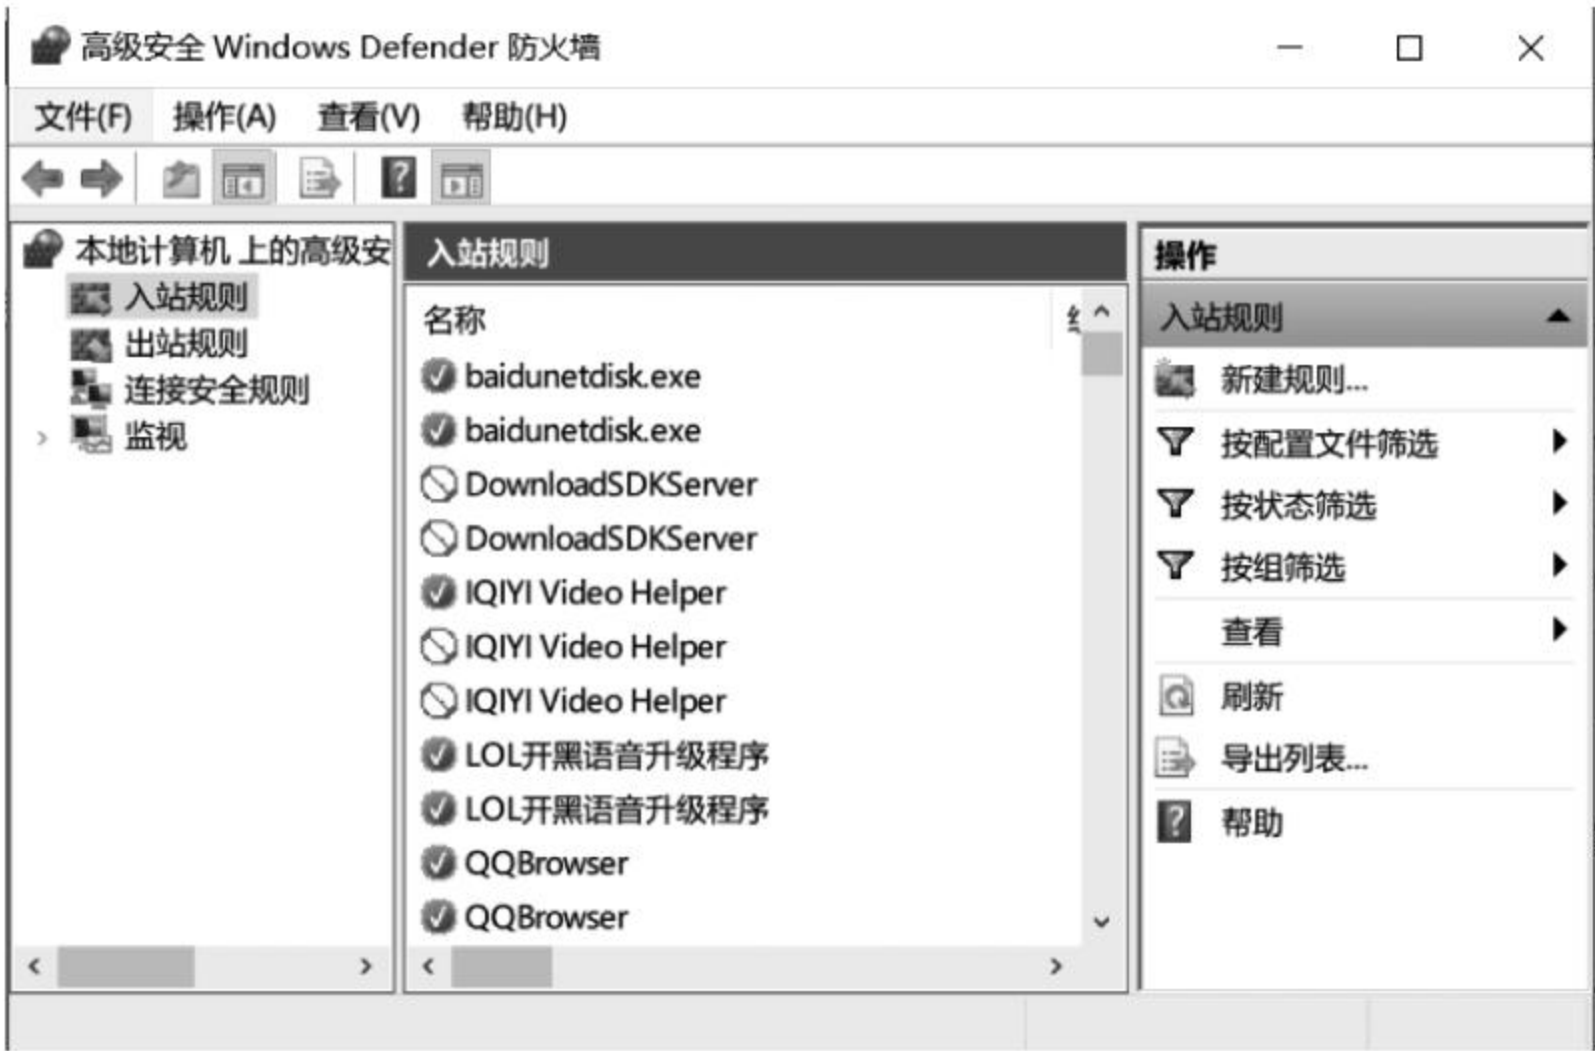 高级安全 Windows Defender 防火墙
文件(F) 操作(A) 查看(V) 帮助(H)
本地计算机 上的高级安
入站规则
出站规则
连接安全规则
监视
入站规则
名称
baidunetdisk.exe
baidunetdisk.exe
DownloadSDKServer
DownloadSDKServer
IQIYI Video Helper
IQIYI Video Helper
IQIYI Video Helper
LOL开黑语音升级程序
LOL开黑语音升级程序
QQBrowser
QQBrowser
操作
入站规则
新建规则...
按配置文件筛选
按状态筛选
按组筛选
查看
刷新
导出列表...
帮助